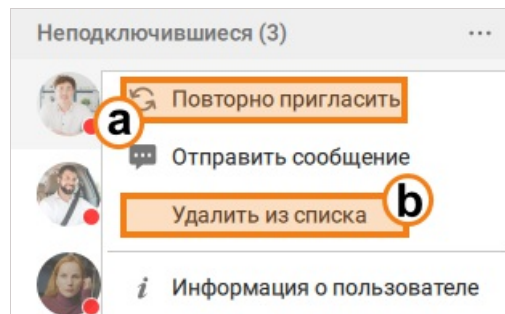 Неподключившиеся (3) ...
a Повторно пригласить
Отправить сообщение
Удалить из списка b
i Информация о пользователе